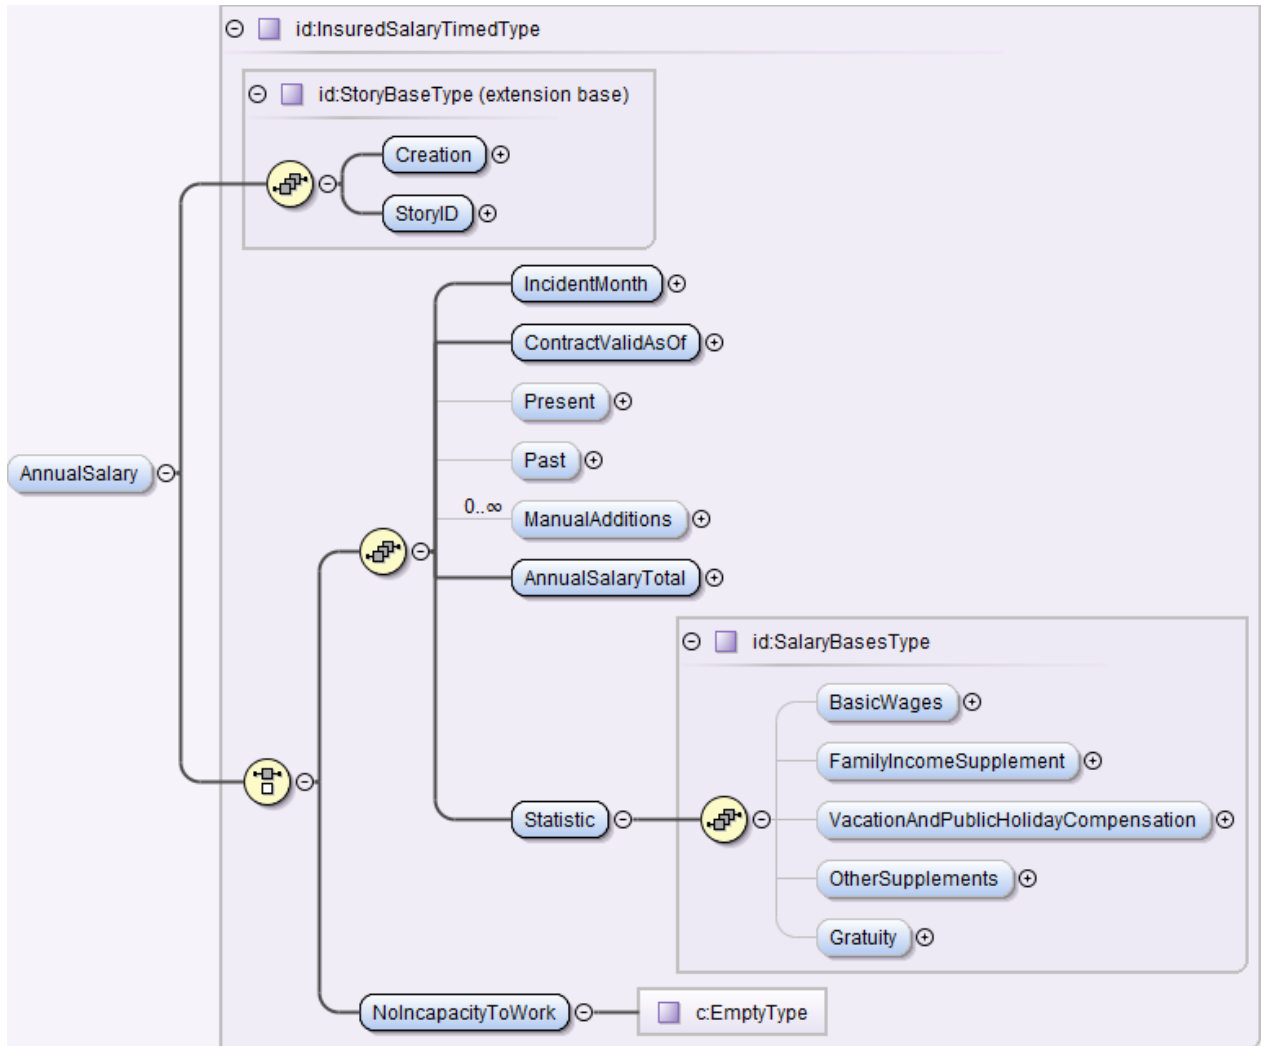 id:InsuredSalaryTimedType
id:StoryBaseType (extension base)
Creation
StoryID
IncidentMonth
ContractValidAsOf
Present
Past
AnnualSalary
0..∞
ManualAdditions
AnnualSalaryTotal
id:SalaryBasesType
BasicWages
FamilyIncomeSupplement
Statistic
VacationAndPublicHolidayCompensation
OtherSupplements
Gratuity
NoIncapacityToWork
c:EmptyType